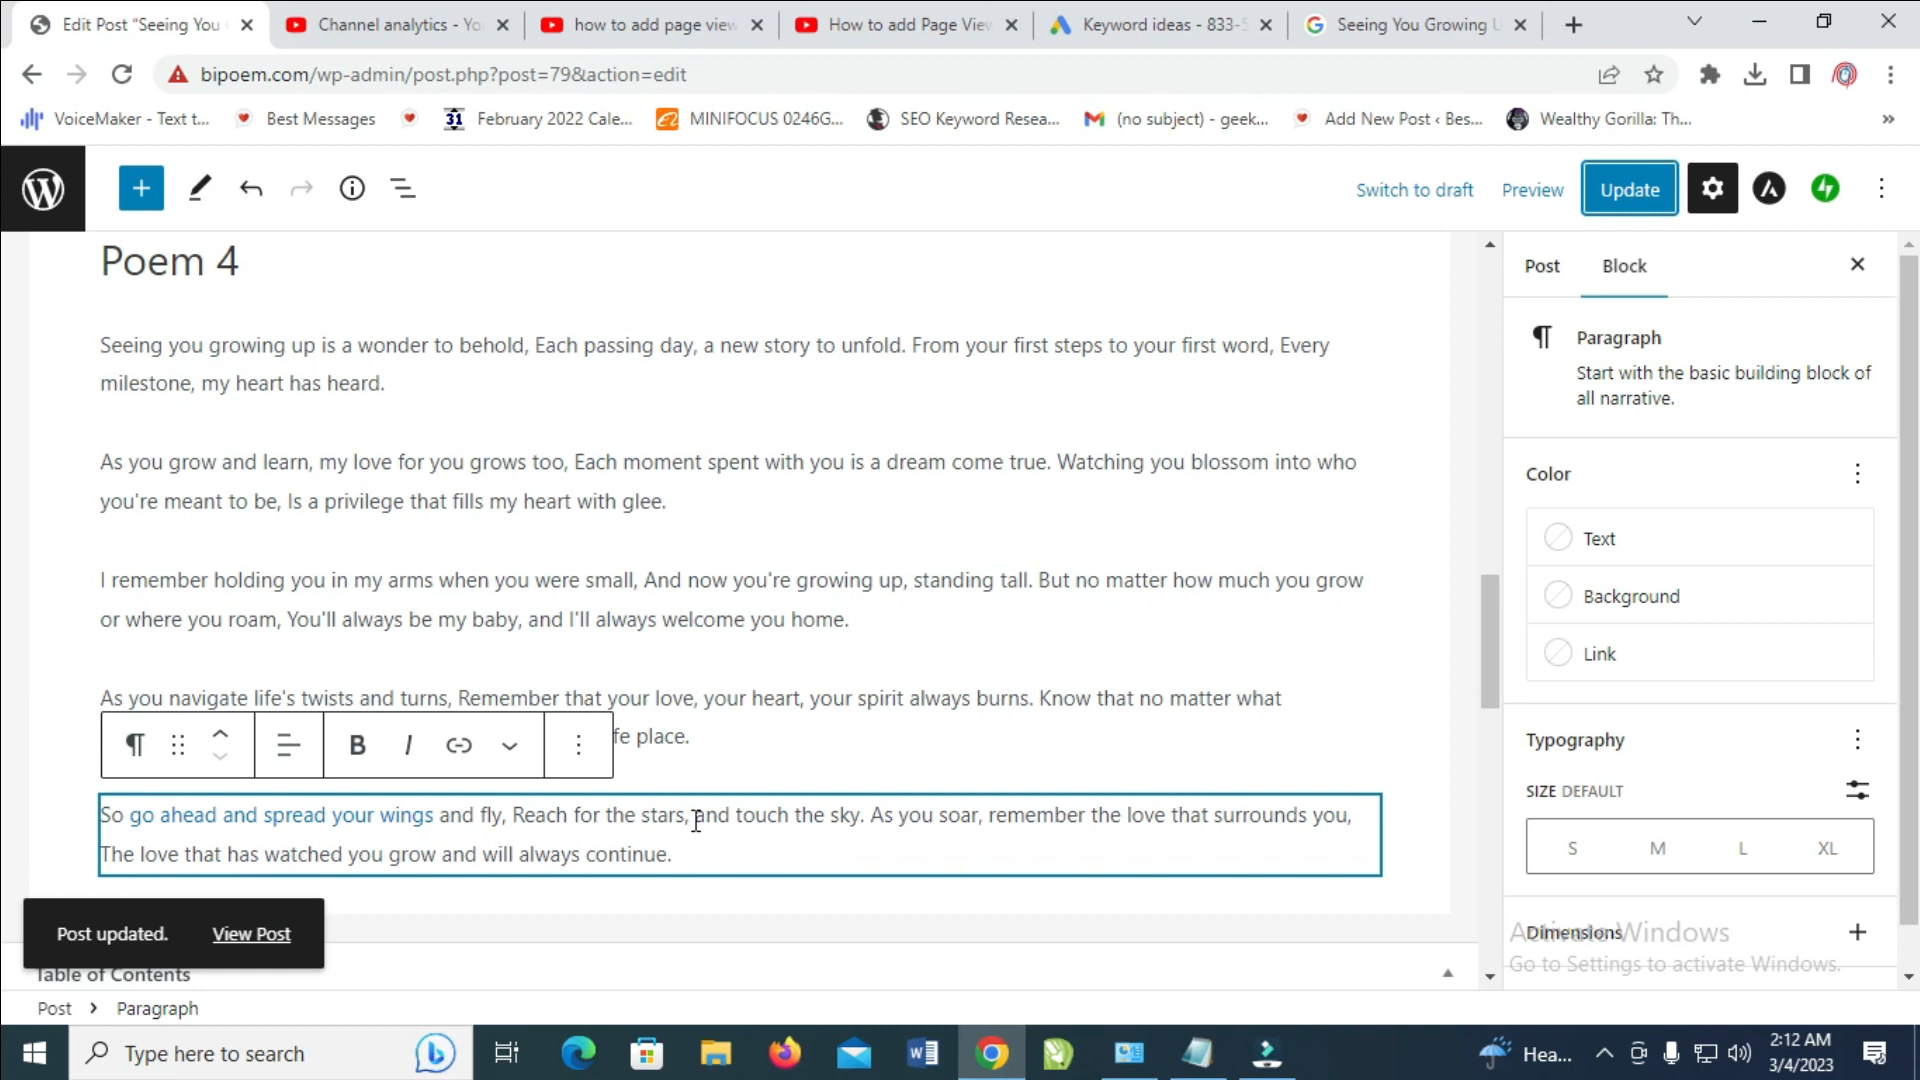 Edit Post “Seeing You
Channel analytics - Yo
how to add page view
How to add Page View
Keyword ideas - 833-5
Seeing You Growing U
bipoem.com/wp-admin/post.php?post=79&action=edit
VoiceMaker - Text t...
Best Messages
31
February 2022 Cale...
MINIFOCUS 0246G...
SEO Keyword Resea...
(no subject) - geek...
Add New Post ‹ Bes...
Wealthy Gorilla: Th...
»
Switch to draft
Preview
Update
Poem 4
Seeing you growing up is a wonder to behold, Each passing day, a new story to unfold. From your first steps to your first word, Every
milestone, my heart has heard.
As you grow and learn, my love for you grows too, Each moment spent with you is a dream come true. Watching you blossom into who
you're meant to be, Is a privilege that fills my heart with glee.
I remember holding you in my arms when you were small, And now you're growing up, standing tall. But no matter how much you grow
or where you roam, You'll always be my baby, and I'll always welcome you home.
As you navigate life's twists and turns, Remember that your love, your heart, your spirit always burns. Know that no matter what
fe place.
B I
So go ahead and spread your wings and fly, Reach for the stars, and touch the sky. As you soar, remember the love that surrounds you,
The love that has watched you grow and will always continue.
Post updated.
View Post
Table of Contents
Post
Paragraph
Post
Block
Paragraph
Start with the basic building block of
all narrative.
Color
Text
Background
Link
Typography
SIZE DEFAULT
S
M
L
XL
Dimensions
Activate Windows
Go to Settings to activate Windows.
Type here to search
Hea...
2:12 AM
3/4/2023